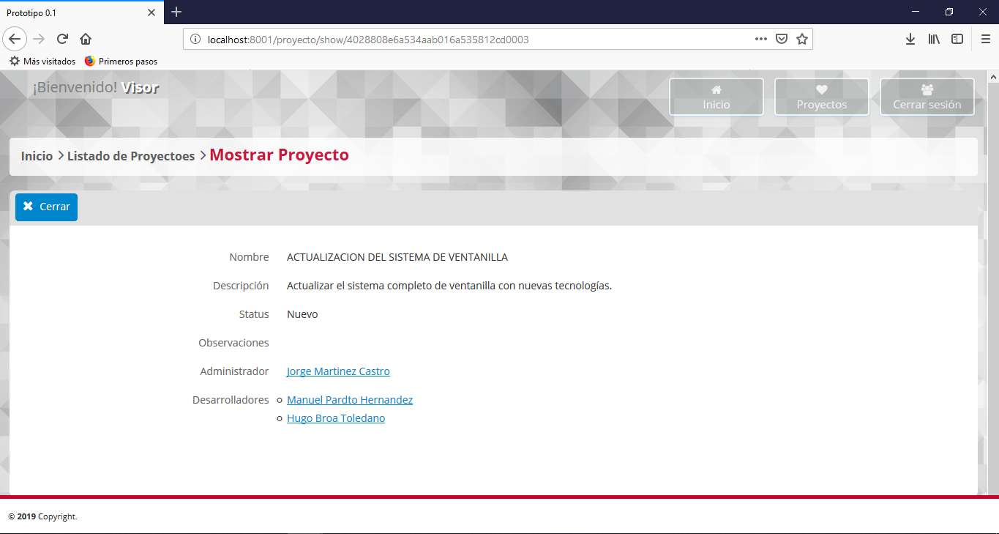 Prototipo 0.1
localhost:8001/proyecto/show/4028808e6a534aab016a535812cd0003
Más visitados Primeros pasos
¡Bienvenido! Visor
Inicio
Proyectos
Cerrar sesión
Inicio > Listado de Proyectoes > Mostrar Proyecto
Cerrar
Nombre ACTUALIZACION DEL SISTEMA DE VENTANILLA
Descripción Actualizar el sistema completo de ventanilla con nuevas tecnologías.
Status Nuevo
Observaciones
Administrador Jorge Martinez Castro
Desarrolladores Manuel Pardto Hernandez
Hugo Broa Toledano
© 2019 Copyright.